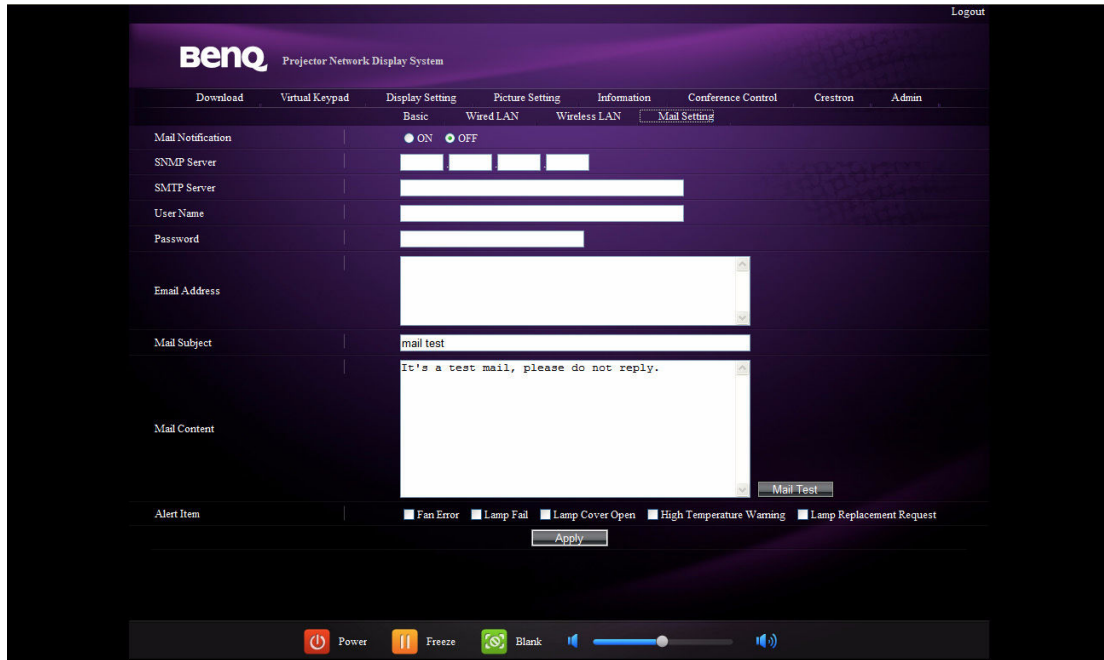 Logout
BenQ Projector Network Display System
Download Virtual Keypad Display Setting Picture Setting Information Conference Control Crestron Admin
Basic Wired LAN Wireless LAN Mail Setting
Mail Notification ON OFF
SNMP Server . . .
SMTP Server
User Name
Password
Email Address
Mail Subject mail test
It's a test mail, please do not reply.
Mail Content
Mail Test
Alert Item Fan Error Lamp Fail Lamp Cover Open High Temperature Warning Lamp Replacement Request
Apply
Power Freeze Blank